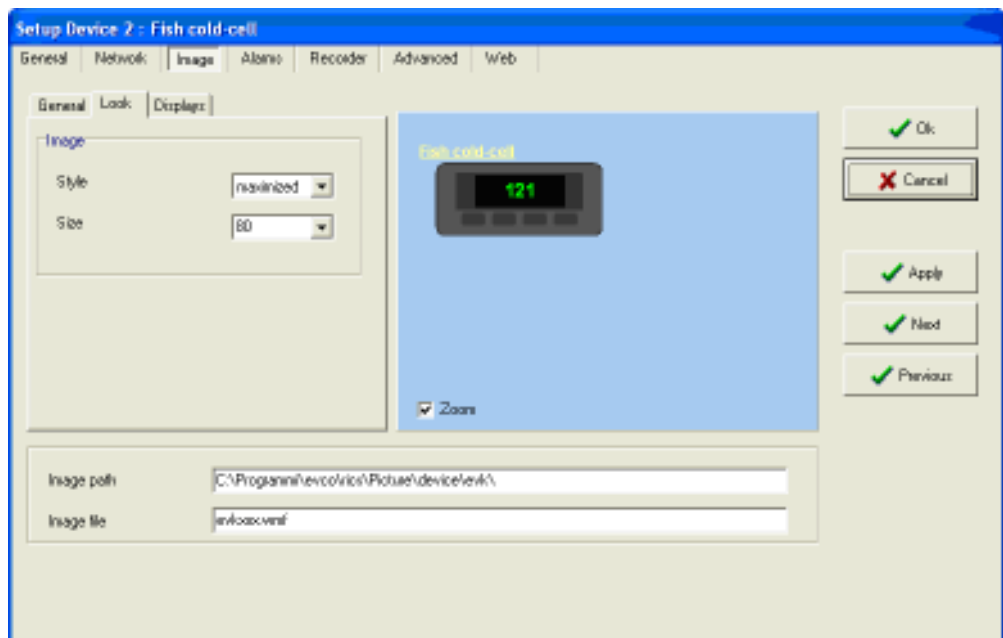 Setup Device 2 : Fish cold-cell
General Network Image Alarms Recorder Advanced Web
General Look Displays
Image
Style maximized
Size 80
Fish cold-cell
121
Zoom
Ok
Cancel
Apply
Next
Previous
Image path C:\Programmi\evco\rics\Picture\device\evk\
Image file